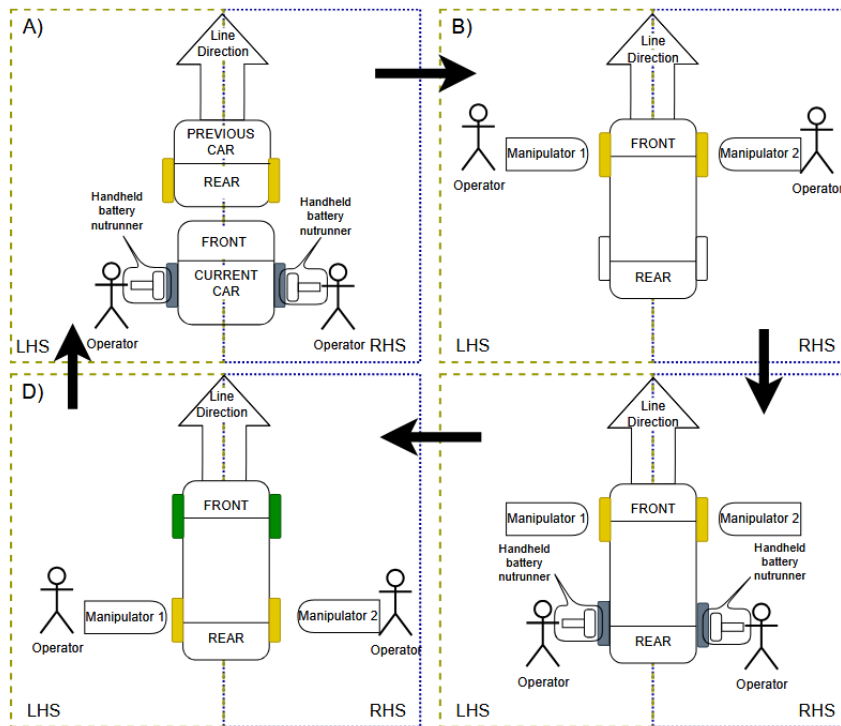 A)
Line
Direction
PREVIOUS
CAR
REAR
Handheld
battery
nutrunner
Handheld
battery
nutrunner
FRONT
CURRENT
CAR
Operator
Operator
LHS
RHS
B)
Line
Direction
FRONT
Manipulator 1
Manipulator 2
Operator
Operator
REAR
LHS
RHS
D)
Line
Direction
FRONT
Manipulator 1
Manipulator 2
Operator
REAR
Operator
LHS
RHS
Line
Direction
Manipulator 1
FRONT
Manipulator 2
Handheld
battery
nutrunner
Handheld
battery
nutrunner
REAR
Operator
Operator
LHS
RHS